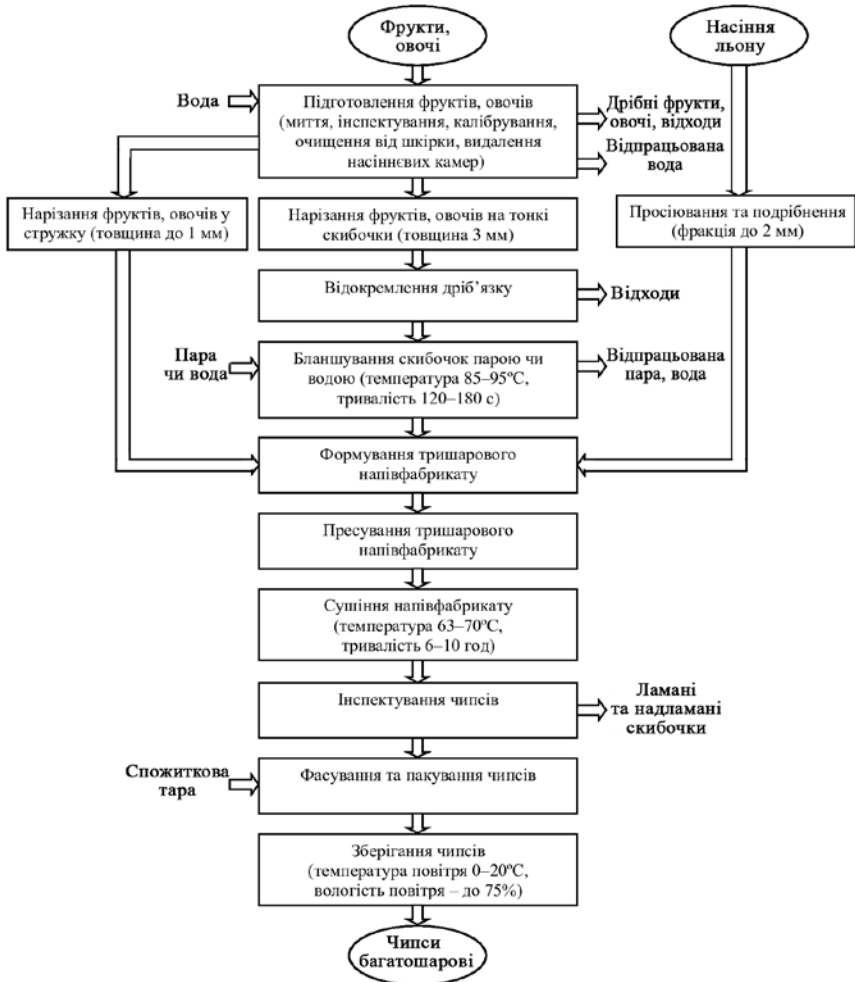 Фрукти,
овочі
Насіння
льону
Вода
Підготовлення фруктів, овочів
(миття, інспектування, калібрування,
очищення від шкірки, видалення
насіннєвих камер)
Дрібні фрукти,
овочі, відходи
Відпрацьована
вода
Нарізання фруктів, овочів у
стружку (товщина до 1 мм)
Нарізання фруктів, овочів на тонкі
скибочки (товщина 3 мм)
Просіювання та подрібнення
(фракція до 2 мм)
Відокремлення дріб’язку
Відходи
Пара
чи вода
Бланшування скибочок парою чи
водою (температура 85–95ºС,
тривалість 120–180 с)
Відпрацьована
пара, вода
Формування тришарового
напівфабрикату
Пресування тришарового
напівфабрикату
Сушіння напівфабрикату
(температура 63–70ºС,
тривалість 6–10 год)
Інспектування чипсів
Ламані
та надламані
скибочки
Споžиткова
тара
Фасування та пакування чипсів
Зберігання чипсів
(температура повітря 0–20ºС,
вологість повітря – до 75%)
Чипси
багатошарові